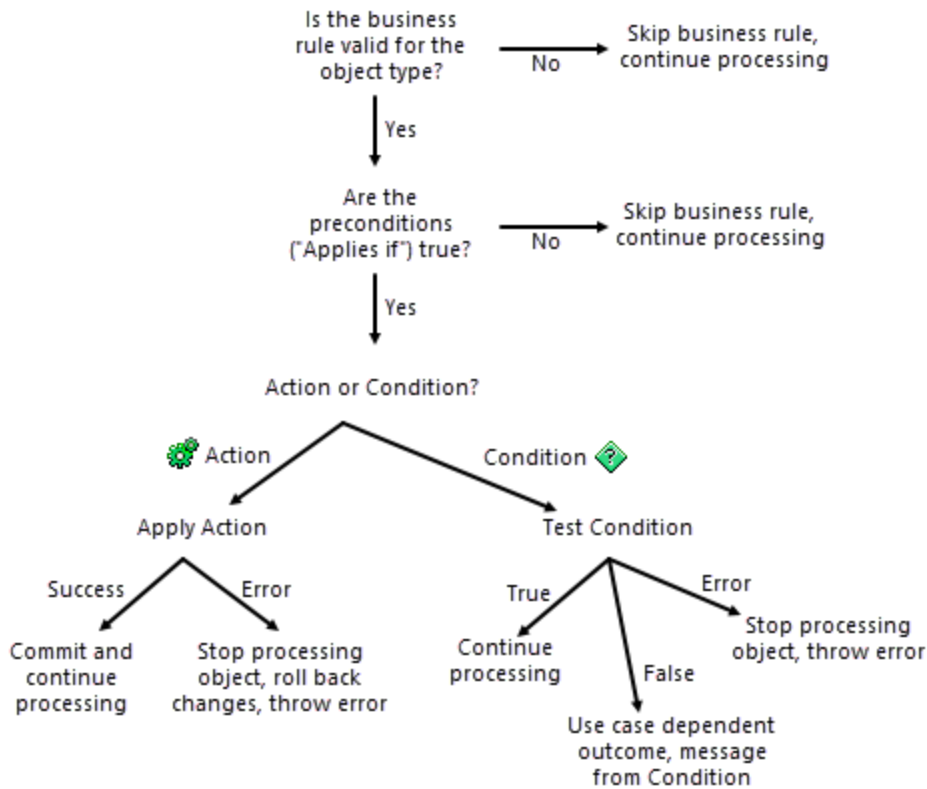 Is the business
rule valid for the
object type?
No
Skip business rule,
continue processing
Yes
Are the
preconditions
("Applies if") true?
No
Skip business rule,
continue processing
Yes
Action or Condition?
Action
Condition
?
Apply Action
Test Condition
Success
Error
True
False
Error
Commit and
continue
processing
Stop processing
object, roll back
changes, throw error
Continue
processing
Use case dependent
outcome, message
from Condition
Stop processing
object, throw error